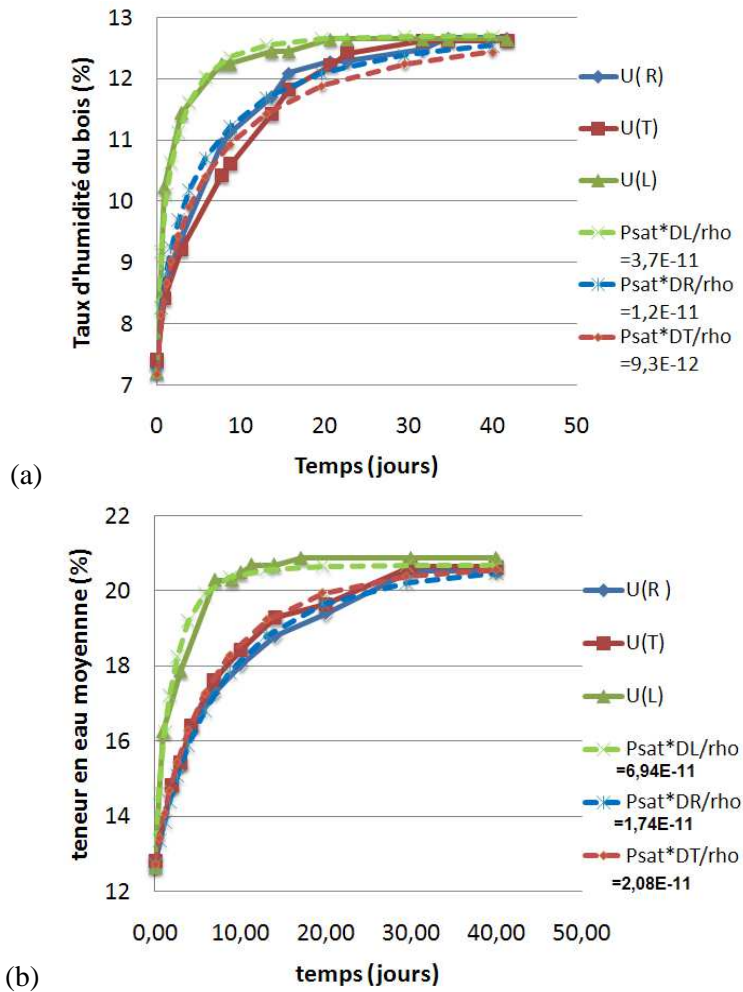 Taux d'humidité du bois (%)
13
12
11
10
9
8
7
0
10
20
30
40
50
Temps (jours)
U( R)
U(T)
U(L)
Psat*DL/rho
=3,7E-11
Psat*DR/rho
=1,2E-11
Psat*DT/rho
=9,3E-12
(a)
teneur en eau moyennne (%)
22
20
18
16
14
12
0,00
10,00
20,00
30,00
40,00
50,00
temps (jours)
U(R )
U(T)
U(L)
Psat*DL/rho
=6,94E-11
Psat*DR/rho
=1,74E-11
Psat*DT/rho
=2,08E-11
(b)